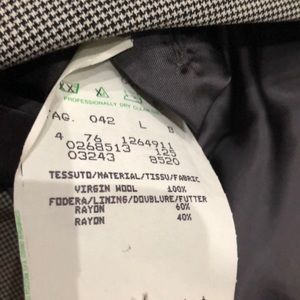 PROFESSIONALLY DRY CLEAN
AG. 042 L 8
4 76 1264911
0268513 125
03243 8520
TESSUTO/MATERIAL/TISSU/FABRIC
VIRGIN WOOL 100%
FODERA/LINING/DOUBLURE/FUTTER
RAYON 60%
RAYON 40%